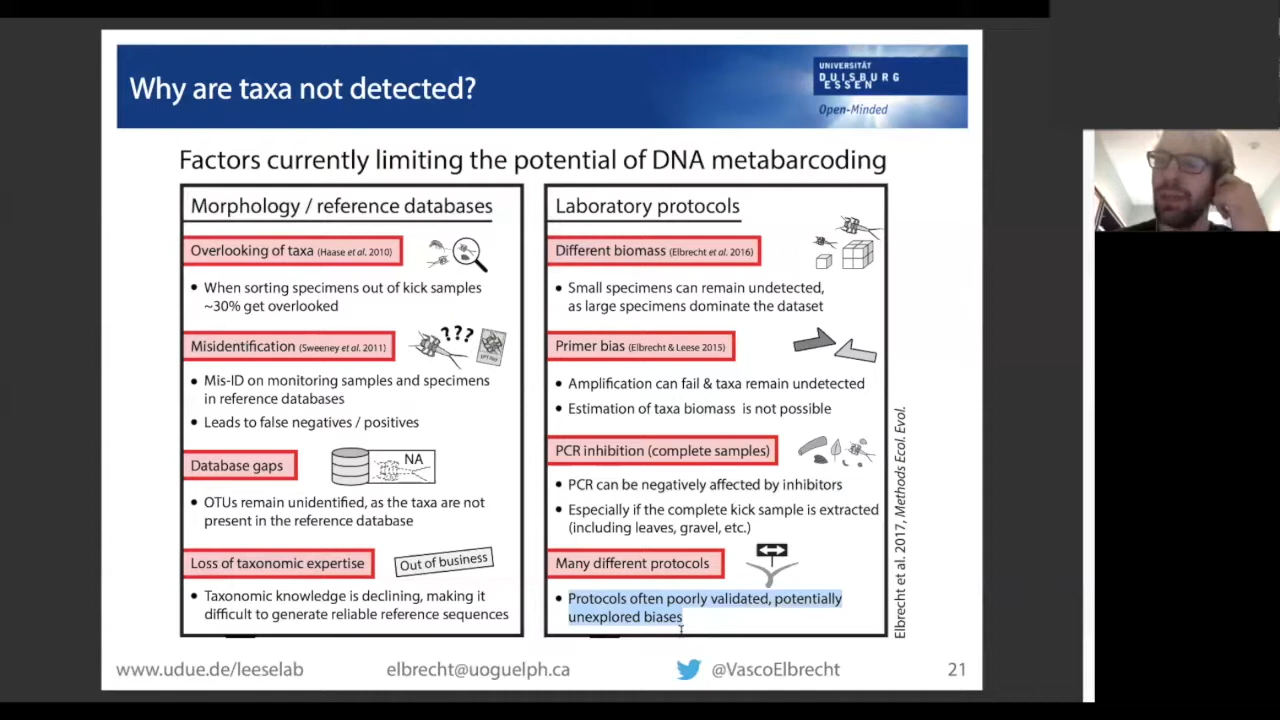 Why are taxa not detected?
UNIVERSITÄT
DUISBURG
ESSEN
Open-Minded
Factors currently limiting the potential of DNA metabarcoding
Morphology / reference databases
Overlooking of taxa (Haase et al. 2010)
• When sorting specimens out of kick samples
~30% get overlooked
Misidentification (Sweeney et al. 2011)
???
• Mis-ID on monitoring samples and specimens
in reference databases
• Leads to false negatives / positives
Database gaps
NA
• OTUs remain unidentified, as the taxa are not
present in the reference database
Loss of taxonomic expertise
Out of business
• Taxonomic knowledge is declining, making it
difficult to generate reliable reference sequences
Laboratory protocols
Different biomass (Elbrecht et al. 2016)
• Small specimens can remain undetected,
as large specimens dominate the dataset
Primer bias (Elbrecht & Leese 2015)
• Amplification can fail & taxa remain undetected
• Estimation of taxa biomass is not possible
PCR inhibition (complete samples)
• PCR can be negatively affected by inhibitors
• Especially if the complete kick sample is extracted
(including leaves, gravel, etc.)
Many different protocols
• Protocols often poorly validated, potentially
unexplored biases
Elbrecht et al. 2017, Methods Ecol. Evol.
www.udue.de/leeselab
elbrecht@uoguelph.ca
@VascoElbrecht
21